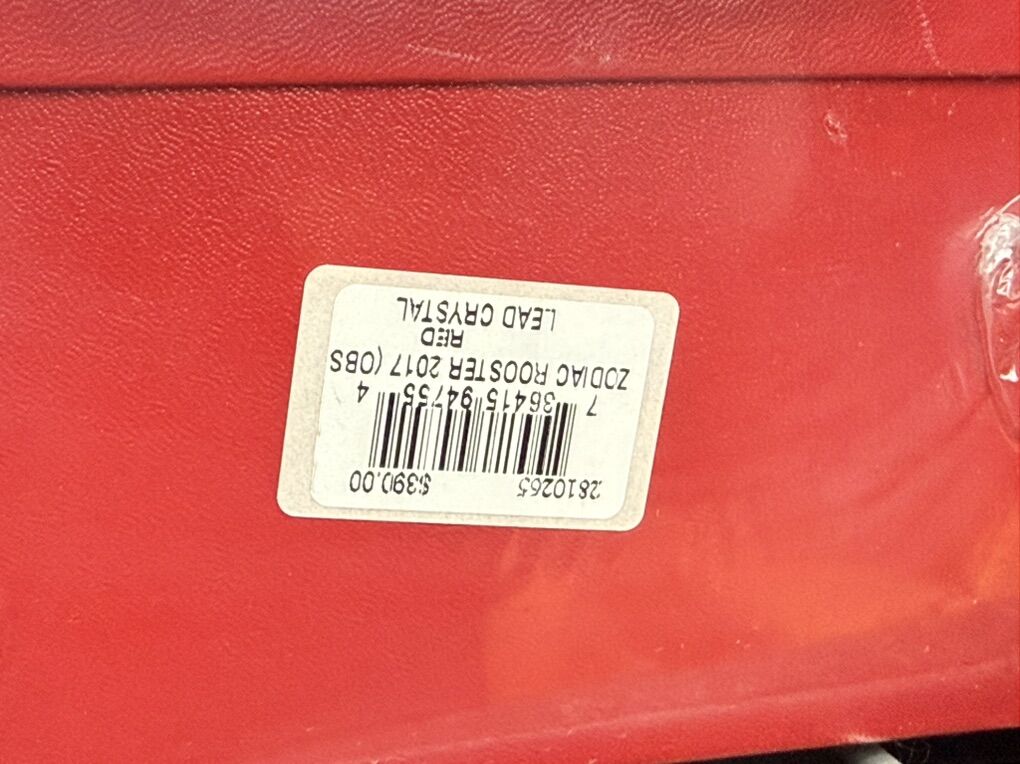 2810265 $390.00
7 36415 94755 4
ZODIAC ROOSTER 2017 (OBS
RED
LEAD CRYSTAL